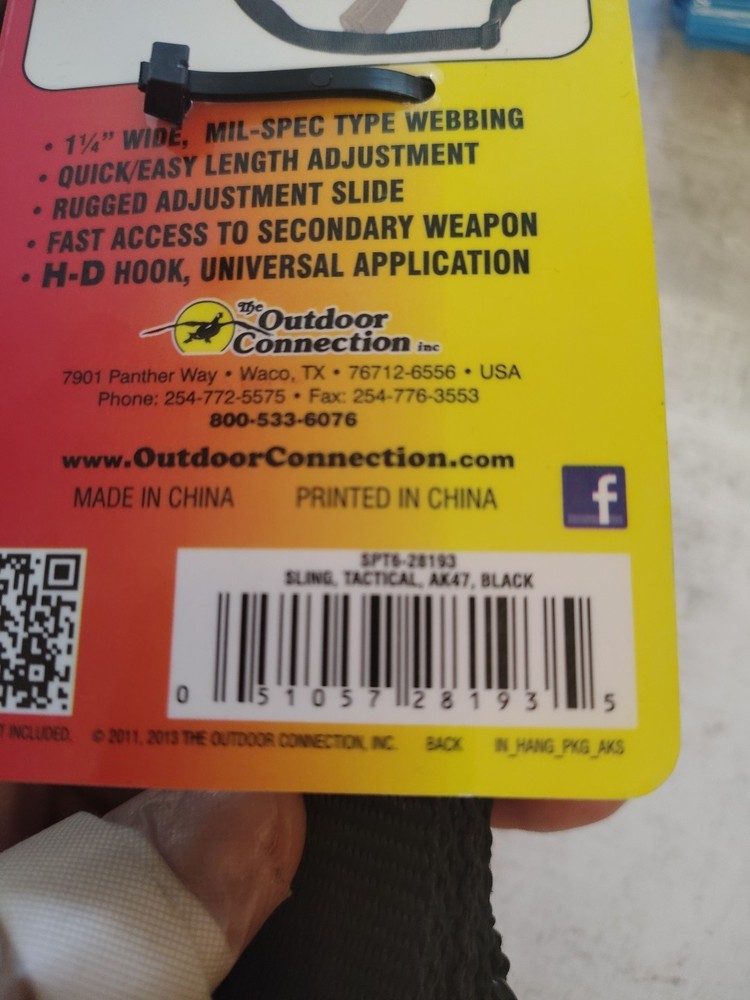 • 1¼” WIDE, MIL-SPEC TYPE WEBBING
• QUICK/EASY LENGTH ADJUSTMENT
• RUGGED ADJUSTMENT SLIDE
• FAST ACCESS TO SECONDARY WEAPON
• H-D HOOK, UNIVERSAL APPLICATION
The Outdoor
Connection inc
7901 Panther Way • Waco, TX • 76712-6556 • USA
Phone: 254-772-5575 • Fax: 254-776-3553
800-533-6076
www.OutdoorConnection.com
MADE IN CHINA PRINTED IN CHINA
f
SPT6-28193
SLING, TACTICAL, AK47, BLACK
0 51057 28193 5
INCLUDED. © 2011, 2013 THE OUTDOOR CONNECTION, INC. BACK IN_HANG_PKG_AKS